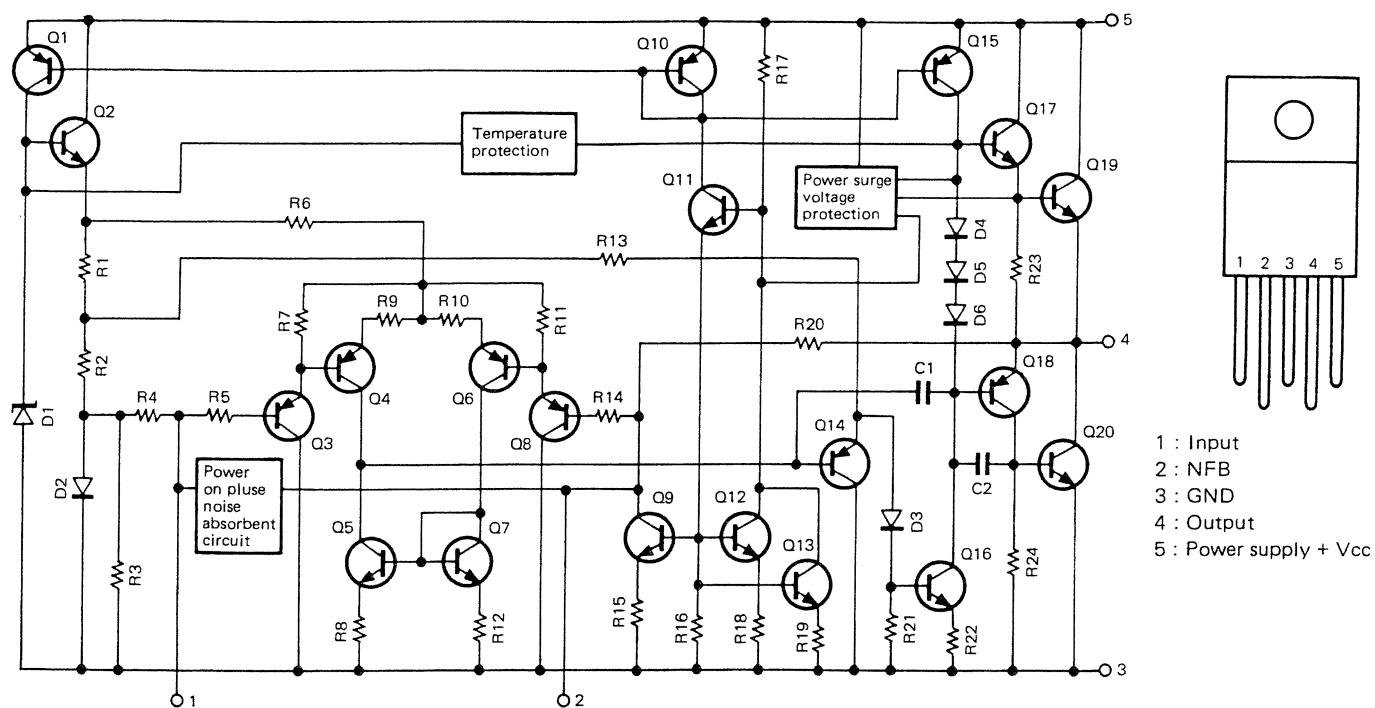 5
Q1
Q10
Q15
R17
Q2
Q17
Temperature
protection
Q11
Power surge
voltage
protection
Q19
R6
D4
R13
R1
D5
R23
R9
R10
D6
R7
R11
R20
4
R2
Q18
C1
Q4
Q6
R4
R5
R14
D1
Q3
Q8
Q14
Q20
Power
on pluse
noise
absorbent
circuit
D2
C2
Q5
Q7
Q9
Q12
D3
Q13
Q16
R3
R24
R8
R12
R15
R16
R18
R19
R21
R22
3
1
2
1 2 3 4 5
1 : Input
2 : NFB
3 : GND
4 : Output
5 : Power supply + Vcc